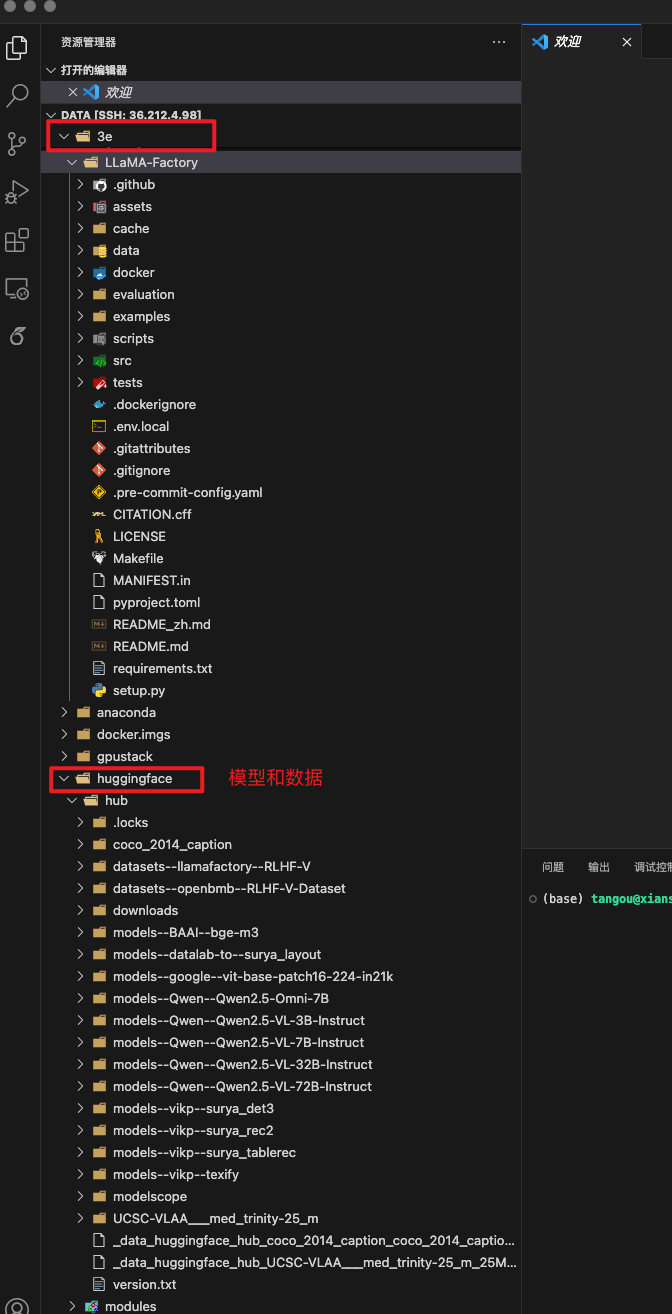 资源管理器
欢迎
打开的编辑器
欢迎
DATA [SSH: 36.212.4.98]
3e
LLaMA-Factory
.github
assets
cache
data
docker
evaluation
examples
scripts
src
tests
.dockerignore
.env.local
.gitattributes
.gitignore
.pre-commit-config.yaml
CITATION.cff
LICENSE
Makefile
MANIFEST.in
pyproject.toml
README_zh.md
README.md
requirements.txt
setup.py
anaconda
docker.imgs
gpustack
huggingface 模型和数据
hub
.locks
coco_2014_caption
datasets--llamafactory--RLHF-V
问题 输出 调试控制
datasets--openbmb--RLHF-V-Dataset
(base) tangou@xians
downloads
models--BAAI--bge-m3
models--datalab-to--surya_layout
models--google--vit-base-patch16-224-in21k
models--Qwen--Qwen2.5-Omni-7B
models--Qwen--Qwen2.5-VL-3B-Instruct
models--Qwen--Qwen2.5-VL-7B-Instruct
models--Qwen--Qwen2.5-VL-32B-Instruct
models--Qwen--Qwen2.5-VL-72B-Instruct
models--vikp--surya_det3
models--vikp--surya_rec2
models--vikp--surya_tablerec
models--vikp--texify
modelscope
UCSC-VLAA___med_trinity-25_m
_data_huggingface_hub_coco_2014_caption_coco_2014_captio...
_data_huggingface_hub_UCSC-VLAA___med_trinity-25_m_25M...
version.txt
modules